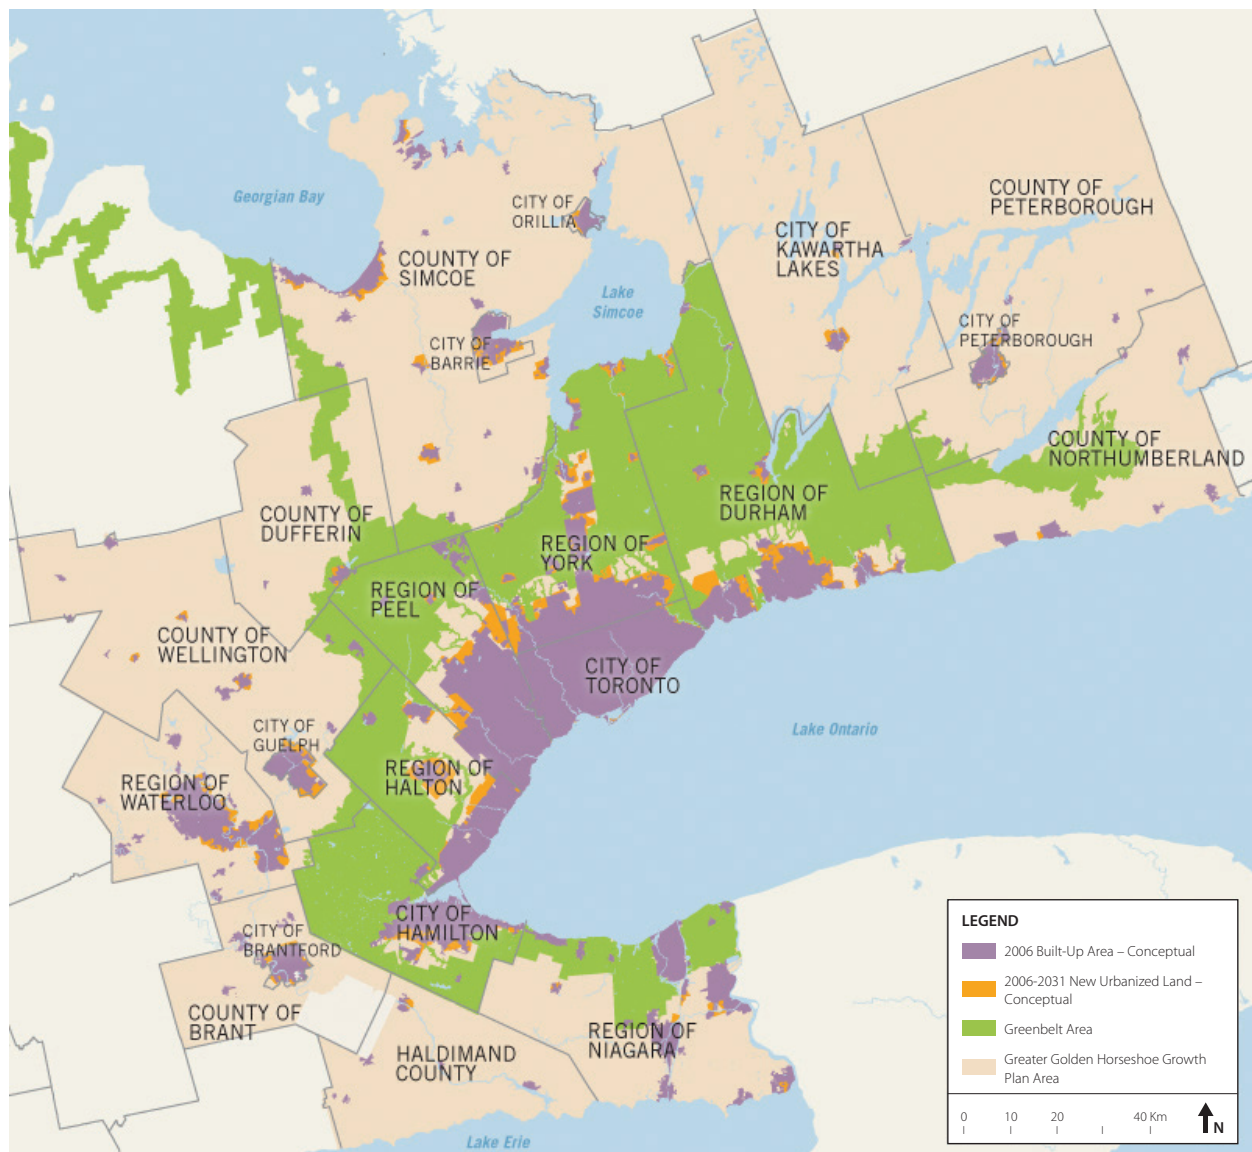 Georgian Bay
CITY OF
ORILLIA
COUNTY OF
SIMCOE
Lake
Simcoe
CITY OF
KAWARTHA
LAKES
COUNTY OF
PETERBOROUGH
CITY OF
BARRIE
CITY OF
PETERBOROUGH
COUNTY OF
NORTHUMBERLAND
COUNTY OF
DUFFERIN
REGION OF
DURHAM
REGION OF
YORK
REGION OF
PEEL
COUNTY OF
WELLINGTON
CITY OF
TORONTO
Lake Ontario
CITY OF
GUELPH
REGION OF
WATERLOO
REGION OF
HALTON
CITY OF
HAMILTON
CITY OF
BRANTFORD
COUNTY OF
BRANT
HALDIMAND
COUNTY
REGION OF
NIAGARA
Lake Erie
LEGEND
2006 Built-Up Area – Conceptual
2006-2031 New Urbanized Land –
Conceptual
Greenbelt Area
Greater Golden Horseshoe Growth
Plan Area
0 10 20 40 Km
N